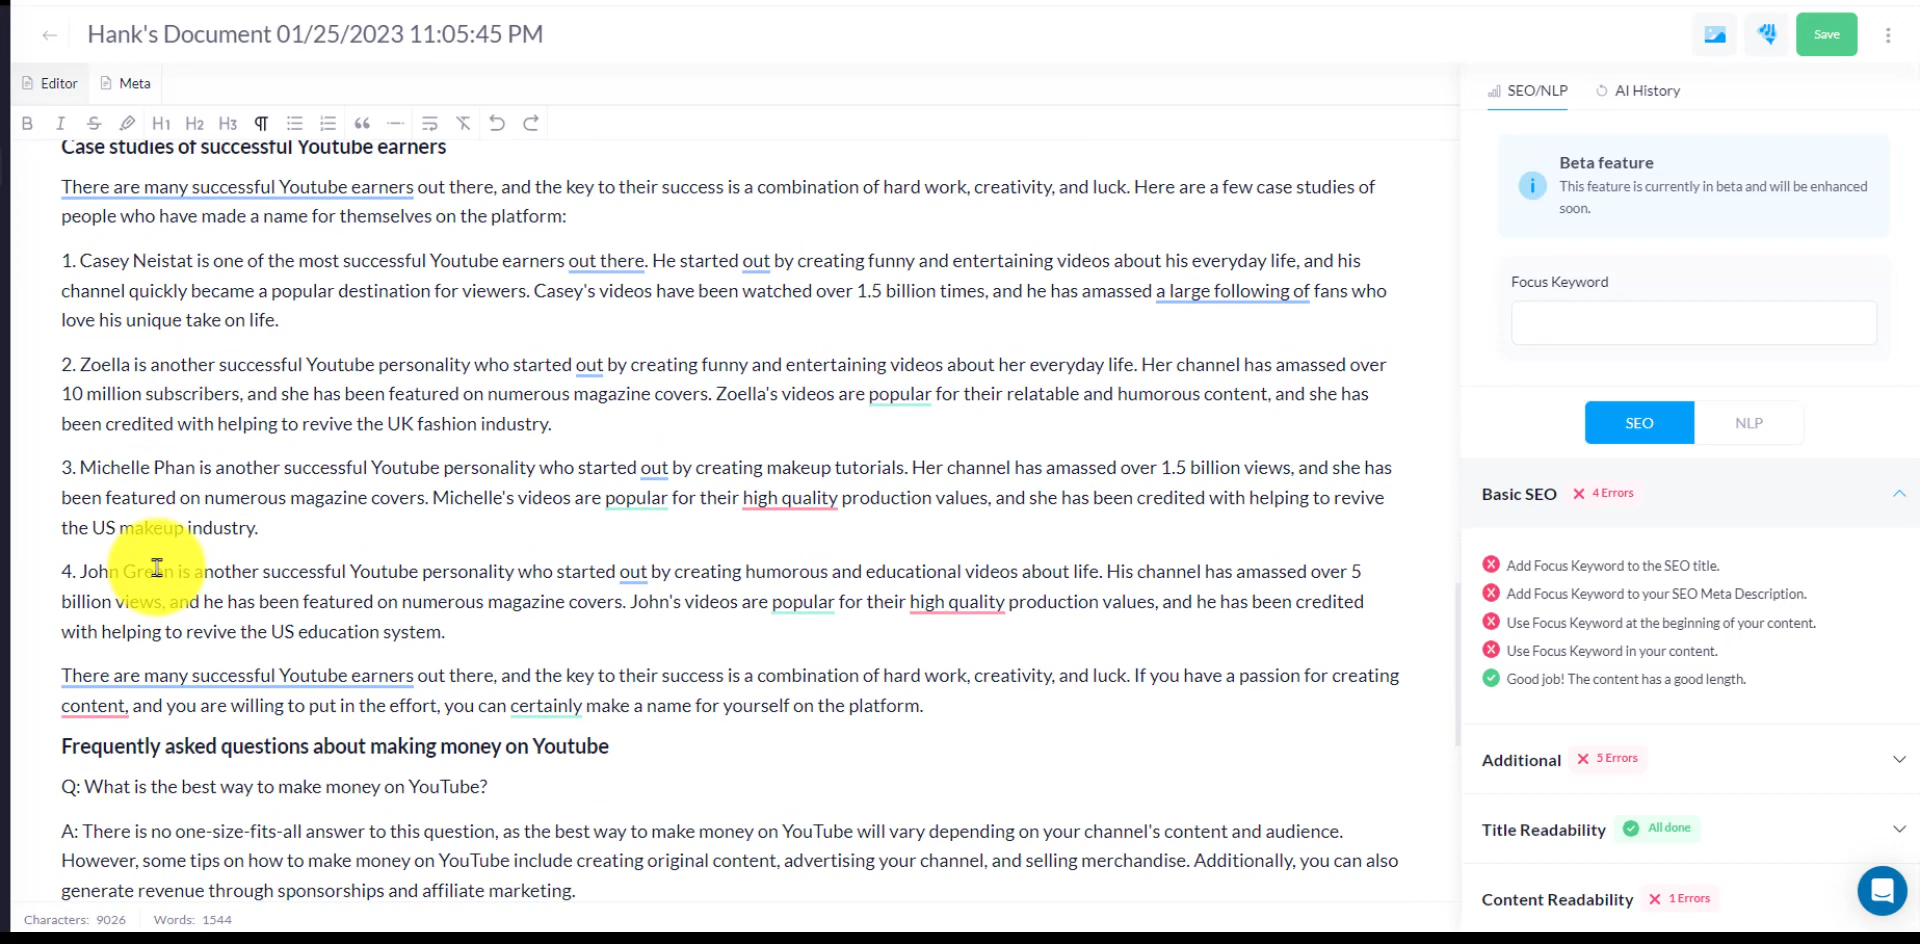 Hank's Document 01/25/2023 11:05:45 PM
Save
Editor
Meta
SEO/NLP
AI History
B I S H1 H2 H3
Case studies of successful Youtube earners
There are many successful Youtube earners out there, and the key to their success is a combination of hard work, creativity, and luck. Here are a few case studies of
people who have made a name for themselves on the platform:
1. Casey Neistat is one of the most successful Youtube earners out there. He started out by creating funny and entertaining videos about his everyday life, and his
channel quickly became a popular destination for viewers. Casey's videos have been watched over 1.5 billion times, and he has amassed a large following of fans who
love his unique take on life.
2. Zoella is another successful Youtube personality who started out by creating funny and entertaining videos about her everyday life. Her channel has amassed over
10 million subscribers, and she has been featured on numerous magazine covers. Zoella's videos are popular for their relatable and humorous content, and she has
been credited with helping to revive the UK fashion industry.
3. Michelle Phan is another successful Youtube personality who started out by creating makeup tutorials. Her channel has amassed over 1.5 billion views, and she has
been featured on numerous magazine covers. Michelle's videos are popular for their high quality production values, and she has been credited with helping to revive
the US makeup industry.
4. John Green is another successful Youtube personality who started out by creating humorous and educational videos about life. His channel has amassed over 5
billion views, and he has been featured on numerous magazine covers. John's videos are popular for their high quality production values, and he has been credited
with helping to revive the US education system.
There are many successful Youtube earners out there, and the key to their success is a combination of hard work, creativity, and luck. If you have a passion for creating
content, and you are willing to put in the effort, you can certainly make a name for yourself on the platform.
Frequently asked questions about making money on Youtube
Q: What is the best way to make money on YouTube?
A: There is no one-size-fits-all answer to this question, as the best way to make money on YouTube will vary depending on your channel's content and audience.
However, some tips on how to make money on YouTube include creating original content, advertising your channel, and selling merchandise. Additionally, you can also
generate revenue through sponsorships and affiliate marketing.
Characters: 9026
Words: 1544
Beta feature
This feature is currently in beta and will be enhanced
soon.
Focus Keyword
SEO
NLP
Basic SEO
4 Errors
Add Focus Keyword to the SEO title.
Add Focus Keyword to your SEO Meta Description.
Use Focus Keyword at the beginning of your content.
Use Focus Keyword in your content.
Good job! The content has a good length.
Additional
5 Errors
Title Readability
All done
Content Readability
1 Errors